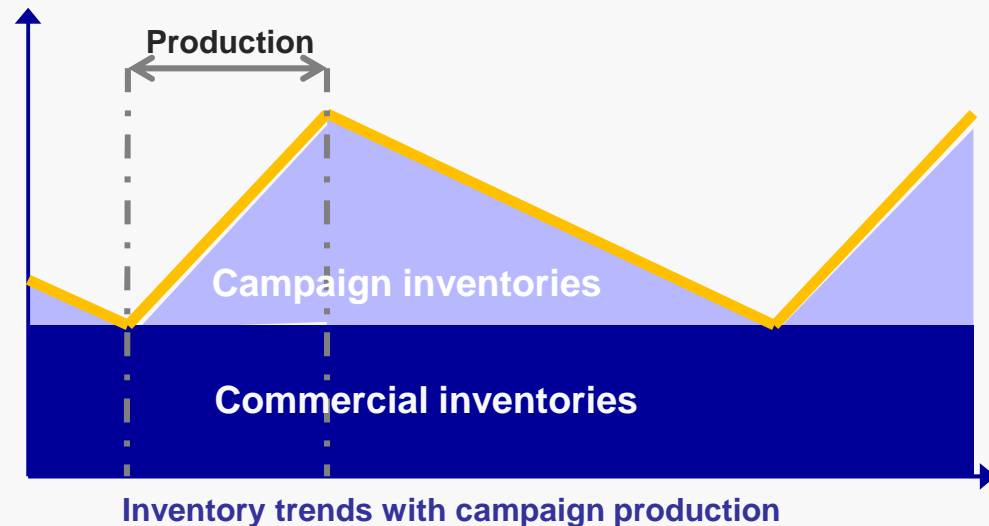 Production
Campaign inventories
Commercial inventories
Inventory trends with campaign production